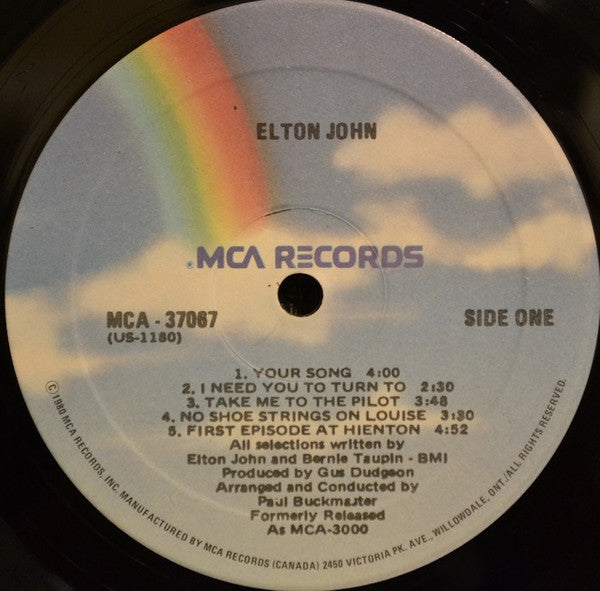 ELTON JOHN
®MCA RECORDS
MCA - 37067
(US-1180)
SIDE ONE
1. YOUR SONG 4:00
2. I NEED YOU TO TURN TO 2:30
3. TAKE ME TO THE PILOT 3:48
4. NO SHOE STRINGS ON LOUISE 3:30
5. FIRST EPISODE AT HIENTON 4:52
All selections written by
Elton John and Bernie Taupin - BMI
Produced by Gus Dudgeon
Arranged and Conducted by
Paul Buckmaster
Formerly Released
As MCA-3000
©1980 MCA RECORDS, INC. MANUFACTURED BY MCA RECORDS (CANADA) 2450 VICTORIA PK. AVE., WILLOWDALE, ONT./ALL RIGHTS RESERVED.